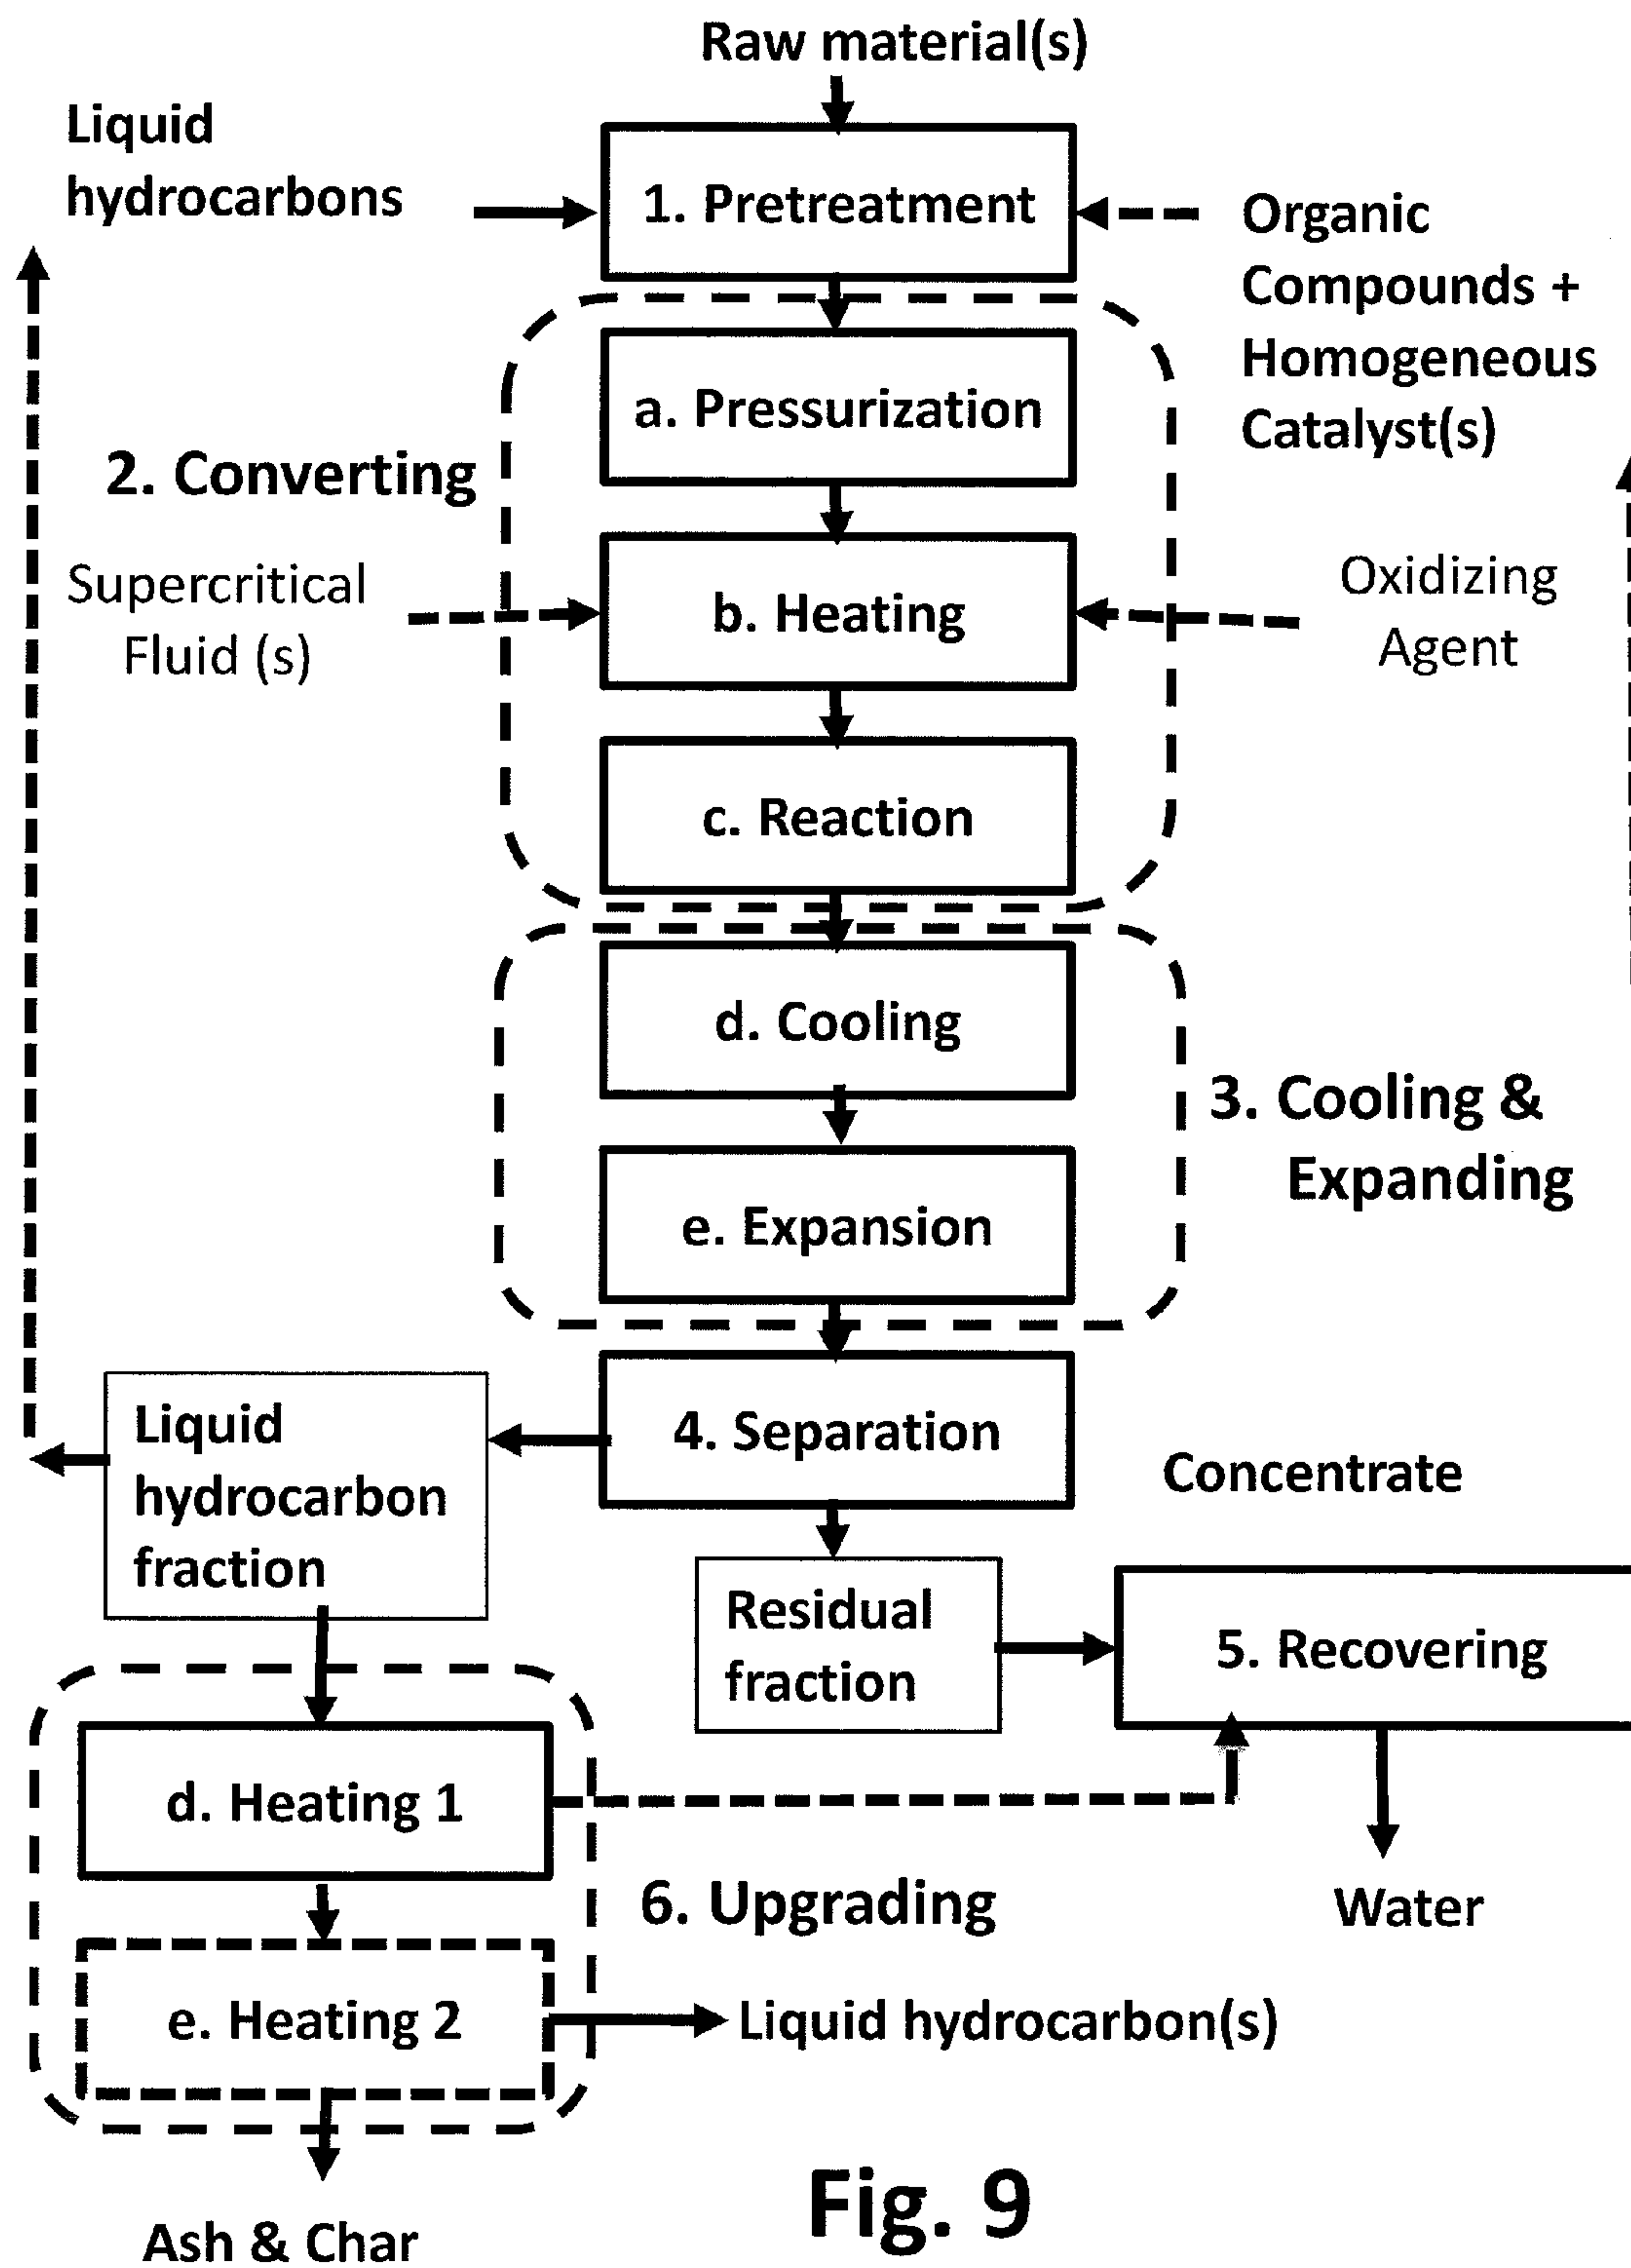 Raw material(s)
Liquid
hydrocarbons
1. Pretreatment
Organic
Compounds +
Homogeneous
Catalyst(s)
a. Pressurization
2. Converting
Supercritical
Fluid (s)
b. Heating
Oxidizing
Agent
c. Reaction
d. Cooling
3. Cooling &
Expanding
e. Expansion
Liquid
hydrocarbon
fraction
4. Separation
Concentrate
Residual
fraction
5. Recovering
d. Heating 1
6. Upgrading
Water
e. Heating 2
Liquid hydrocarbon(s)
Ash & Char
Fig. 9